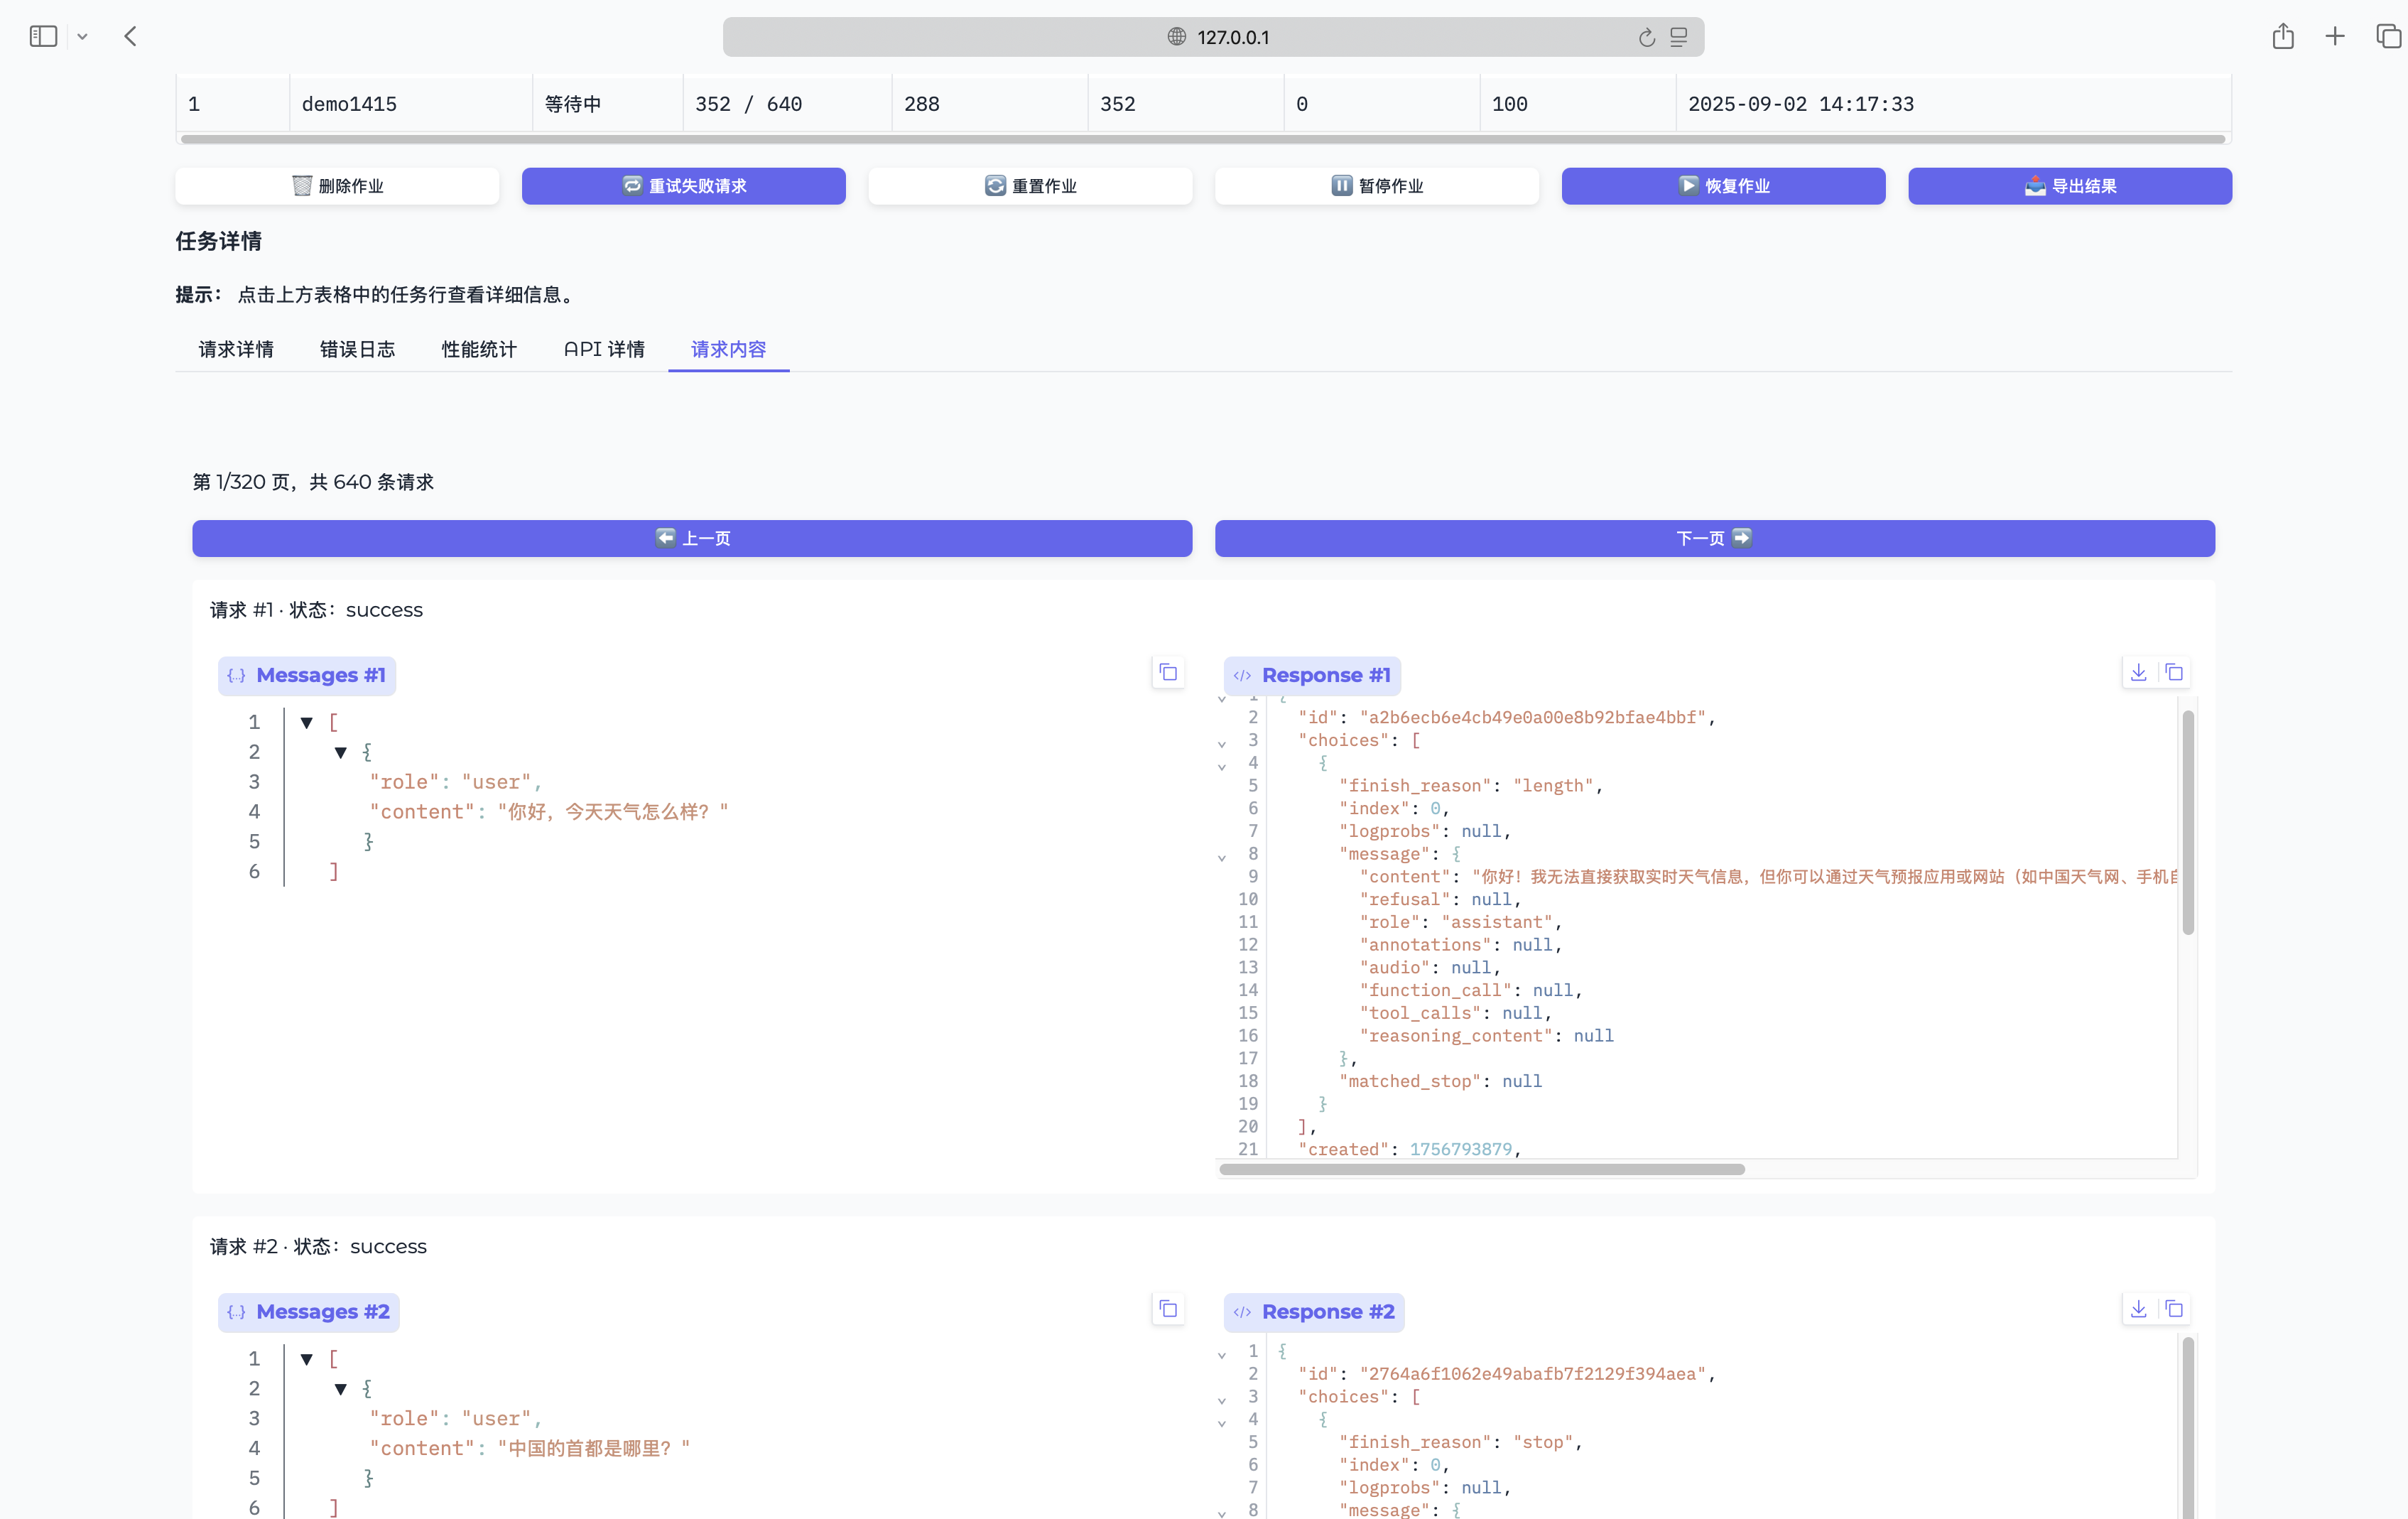 127.0.0.1
1 demo1415 等待中 352 / 640 288 352 0 100 2025-09-02 14:17:33
🗑️ 删除作业 🔁 重试失败请求 🔄 重置作业 ⏸️ 暂停作业 ▶️ 恢复作业 📤 导出结果
任务详情
提示： 点击上方表格中的任务行查看详细信息。
请求详情 错误日志 性能统计 API 详情 请求内容
第 1/320 页，共 640 条请求
⬅️ 上一页 下一页 ➡️
请求 #1 · 状态：success
{..} Messages #1
1 ▼ [
2 ▼ {
3 "role": "user",
4 "content": "你好，今天天气怎么样？"
5 }
6 ]
</> Response #1
1 {
2 "id": "a2b6ecb6e4cb49e0a00e8b92bfae4bbf",
3 "choices": [
4 {
5 "finish_reason": "length",
6 "index": 0,
7 "logprobs": null,
8 "message": {
9 "content": "你好！我无法直接获取实时天气信息，但你可以通过天气预报应用或网站（如中国天气网、手机自
10 "refusal": null,
11 "role": "assistant",
12 "annotations": null,
13 "audio": null,
14 "function_call": null,
15 "tool_calls": null,
16 "reasoning_content": null
17 },
18 "matched_stop": null
19 }
20 ],
21 "created": 1756793879,
请求 #2 · 状态：success
{..} Messages #2
1 ▼ [
2 ▼ {
3 "role": "user",
4 "content": "中国的首都是哪里？"
5 }
6 ]
</> Response #2
1 {
2 "id": "2764a6f1062e49abafb7f2129f394aea",
3 "choices": [
4 {
5 "finish_reason": "stop",
6 "index": 0,
7 "logprobs": null,
8 "message": {